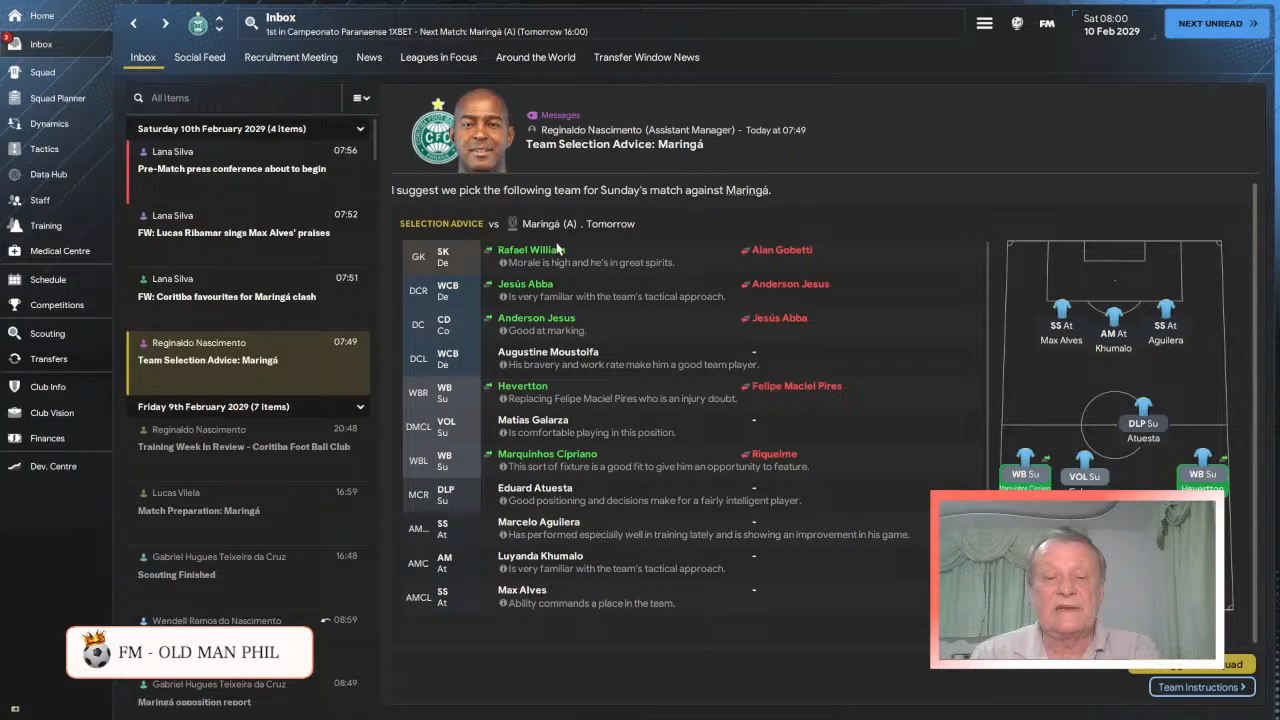 Home
3
Inbox
Squad
Squad Planner
Dynamics
Tactics
Data Hub
Staff
Training
Medical Centre
Schedule
Competitions
Scouting
Transfers
Club Info
Club Vision
Finances
Dev. Centre
Inbox
1st in Campeonato Paranaense 1XBET - Next Match: Maringá (A) (Tomorrow 16:00)
FM
Sat 08:00
10 Feb 2029
NEXT UNREAD
Inbox
Social Feed
Recruitment Meeting
News
Leagues in Focus
Around the World
Transfer Window News
All Items
Saturday 10th February 2029 (4 items)
Lana Silva 07:56
Pre-Match press conference about to begin
Lana Silva 07:52
FW: Lucas Ribamar sings Max Alves' praises
Lana Silva 07:51
FW: Coritiba favourites for Maringá clash
Reginaldo Nascimento 07:49
Team Selection Advice: Maringá
Friday 9th February 2029 (7 items)
Reginaldo Nascimento 20:48
Training Week In Review - Coritiba Foot Ball Club
Lucas Vilela 16:59
Match Preparation: Maringá
Gabriel Hugues Teixeira da Cruz 16:48
Scouting Finished
Wendell Ramos do Nascimento 08:59
Gabriel Hugues Teixeira da Cruz 08:49
Maringá opposition report
FM - OLD MAN PHIL
CFC
Messages
Reginaldo Nascimento (Assistant Manager) - Today at 07:49
Team Selection Advice: Maringá
I suggest we pick the following team for Sunday's match against Maringá.
SELECTION ADVICE vs Maringá (A) . Tomorrow
GK SK De Rafael William Alan Gobetti
Morale is high and he's in great spirits.
DCR WCB De Jesús Abba Anderson Jesus
Is very familiar with the team's tactical approach.
DC CD Co Anderson Jesus Jesús Abba
Good at marking.
DCL WCB De Augustine Moustoifa -
His bravery and work rate make him a good team player.
WBR WB Su Hevertton Felipe Maciel Pires
Replacing Felipe Maciel Pires who is an injury doubt.
DMCL VOL Su Matías Galarza -
Is comfortable playing in this position.
WBL WB Su Marquinhos Cipriano Riquelme
This sort of fixture is a good fit to give him an opportunity to feature.
MCR DLP Su Eduard Atuesta -
Good positioning and decisions make for a fairly intelligent player.
AM... SS At Marcelo Aguilera -
Has performed especially well in training lately and is showing an improvement in his game.
AMC AM At Luyanda Khumalo -
Is very familiar with the team's tactical approach.
AMCL SS At Max Alves -
Ability commands a place in the team.
SS At
Max Alves
AM At
Khumalo
SS At
Aguilera
DLP Su
Atuesta
WB Su
Marquinhos Cipriano
VOL Su
WB Su
Hevertton
Team Instructions